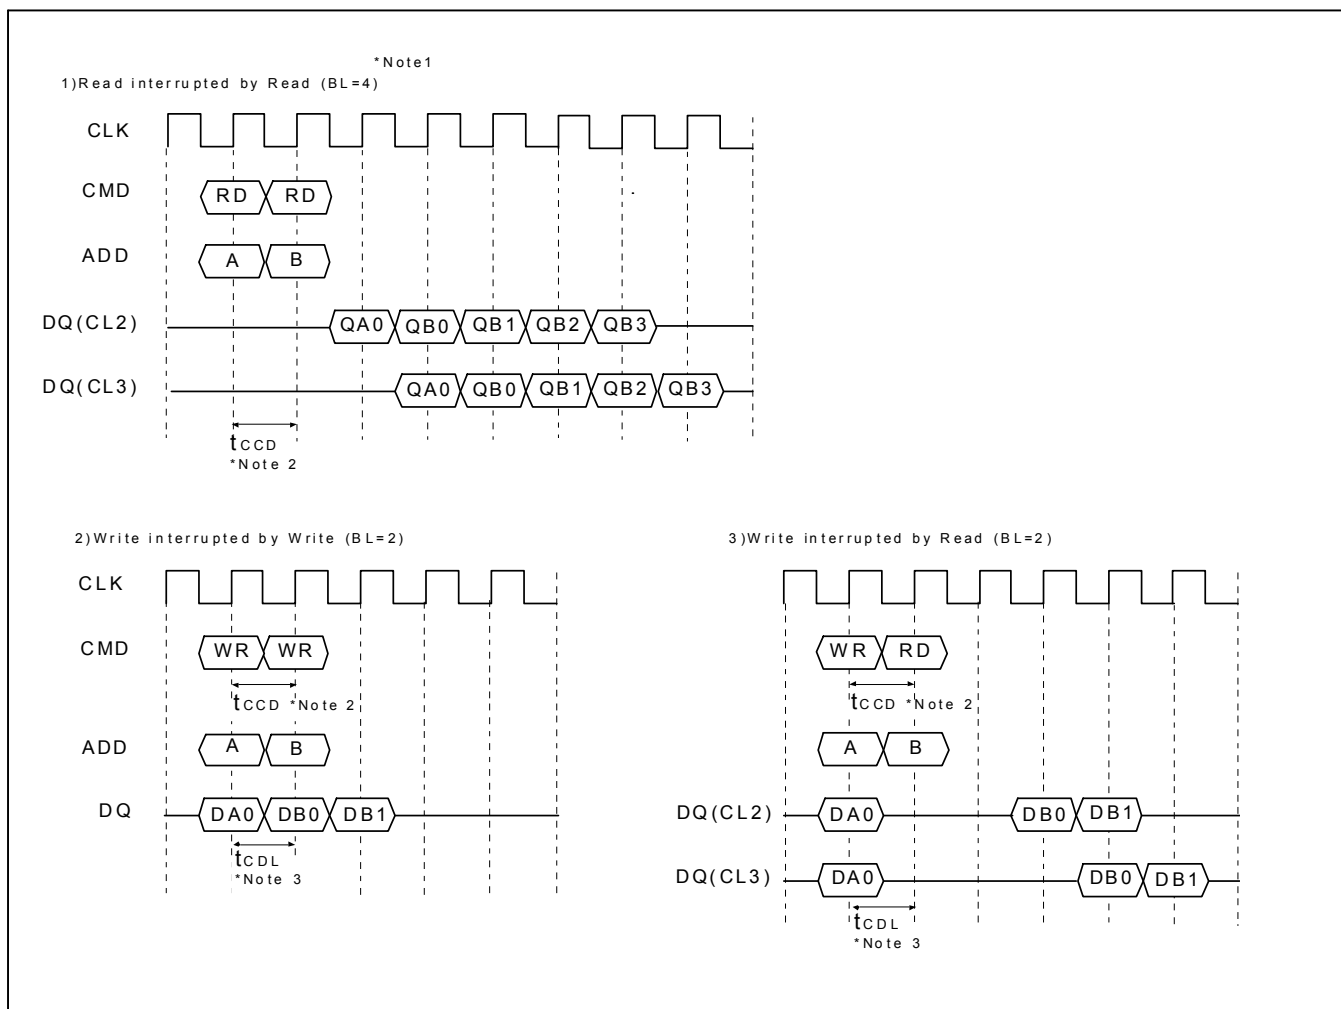 *Note1
1)Read interrupted by Read (BL=4)
CLK
CMD RD RD
ADD A B
DQ(CL2) QA0 QB0 QB1 QB2 QB3
DQ(CL3) QA0 QB0 QB1 QB2 QB3
tCCD
*Note 2
2)Write interrupted by Write (BL=2)
CLK
CMD WR WR
tCCD *Note 2
ADD A B
DQ DA0 DB0 DB1
tCDL
*Note 3
3)Write interrupted by Read (BL=2)
WR RD
tCCD *Note 2
A B
DQ(CL2) DA0 DB0 DB1
DQ(CL3) DA0 DB0 DB1
tCDL
*Note 3